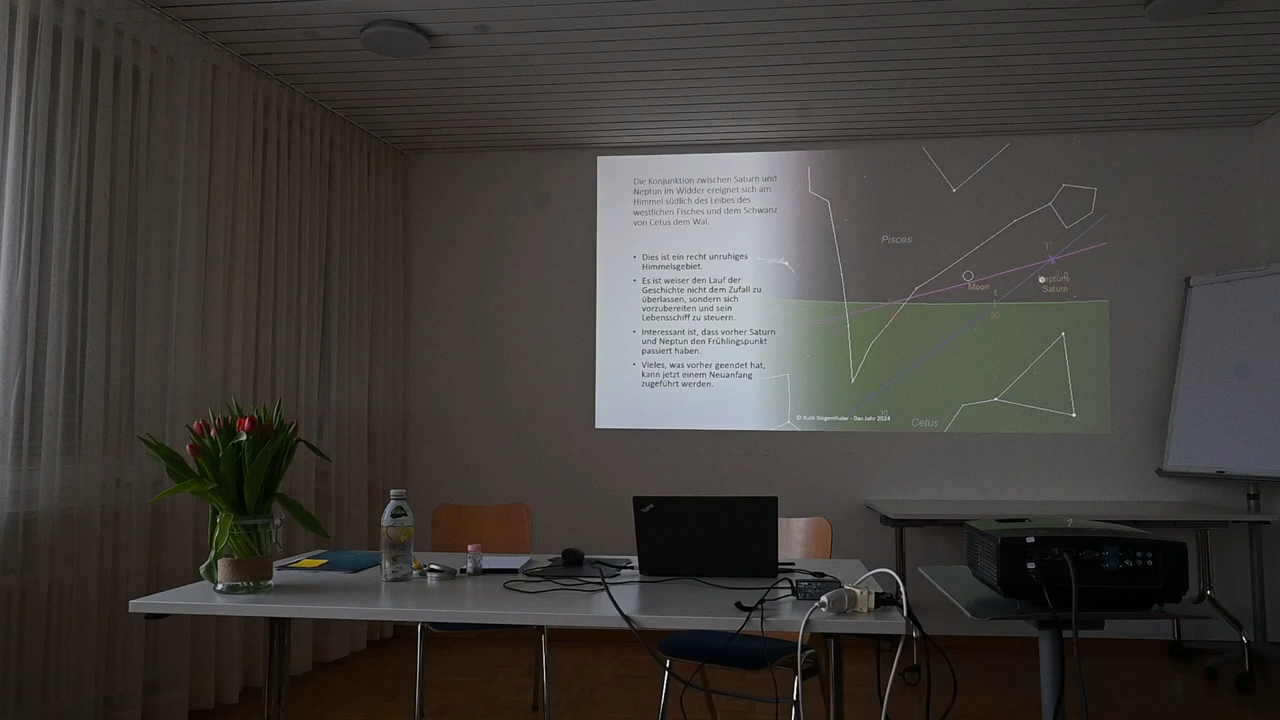 Die Konjunktion zwischen Saturn und
Neptun im Widder ereignet sich am
Himmel südlich des Leibes des
westlichen Fisches und dem Schwanz
von Cetus dem Wal.
• Dies ist ein recht unruhiges
Himmelsgebiet.
• Es ist weiser den Lauf der
Geschichte nicht dem Zufall zu
überlassen, sondern sich
vorzubereiten und sein
Lebensschiff zu steuern.
• Interessant ist, dass vorher Saturn
und Neptun den Frühlingspunkt
passiert haben.
• Vieles, was vorher geendet hat,
kann jetzt einem Neuanfang
zugeführt werden.
Pisces
Moon
Neptune
Saturn
Cetus
© Ruth Siegenthaler - Das Jahr 2024
ThinkPad